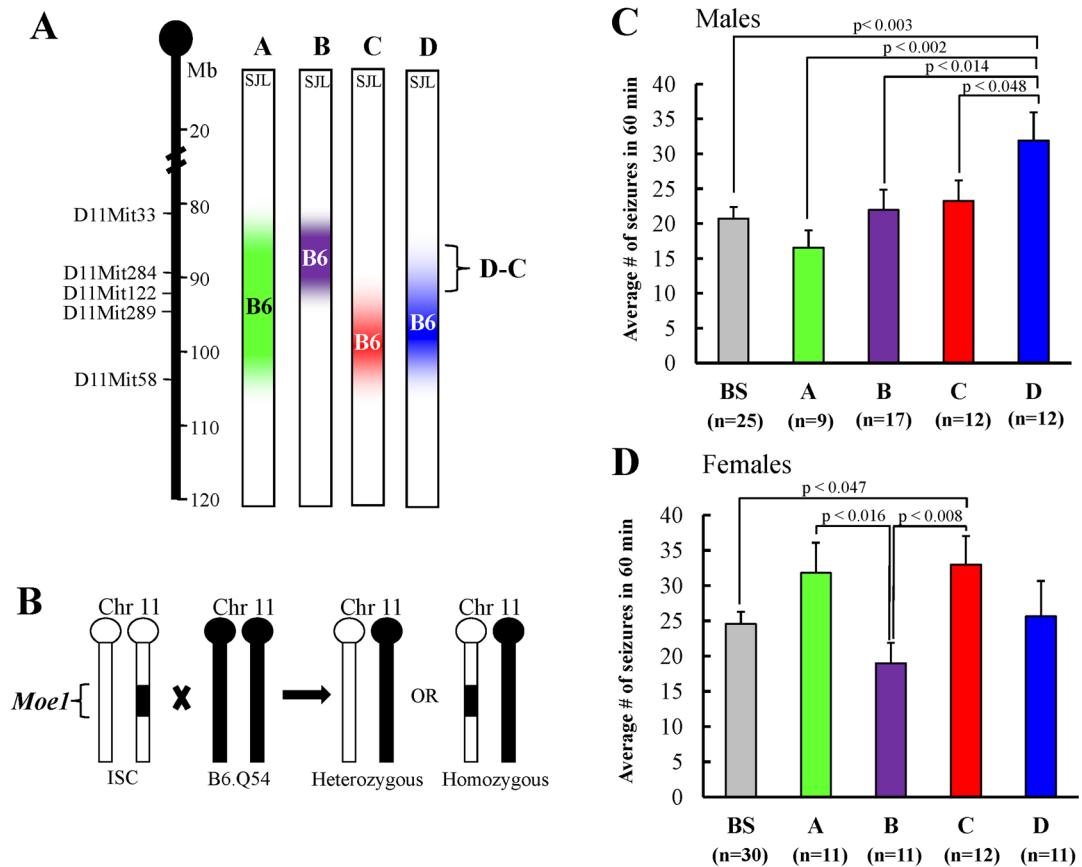 A
Mb
20
80
90
100
110
120
D11Mit33
D11Mit284
D11Mit122
D11Mit289
D11Mit58
A B C D
SJL SJL SJL SJL
B6
B6
B6
B6
D-C
B
Chr 11 Chr 11 Chr 11 Chr 11
Moe1
OR
ISC B6.Q54 Heterozygous Homozygous
C Males
p< 0.003
p < 0.002
p < 0.014
p < 0.048
Average # of seizures in 60 min
40
35
30
25
20
15
10
5
0
BS A B C D
(n=25) (n=9) (n=17) (n=12) (n=12)
D Females
p < 0.047
p < 0.016 p < 0.008
Average # of seizures in 60 min
40
35
30
25
20
15
10
5
0
BS A B C D
(n=30) (n=11) (n=11) (n=12) (n=11)